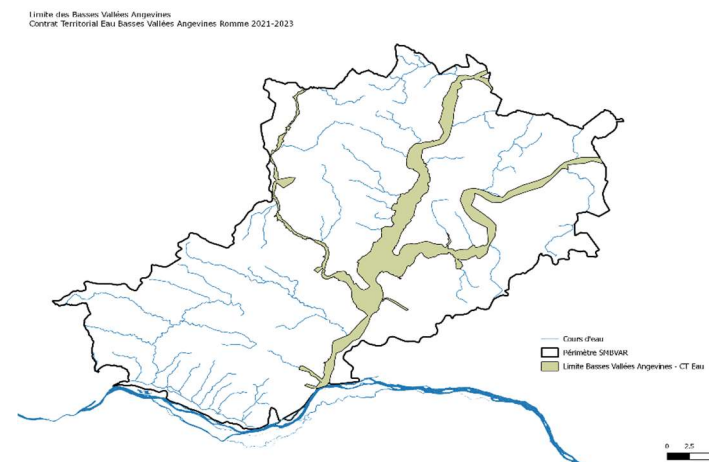 Limite des Basses Vallées Angevines
Contrat Territorial Eau Basses Vallées Angevines Romme 2021-2023
Cours d'eau
Périmètre SMBVAR
Limite Basses Vallées Angevines - CT Eau
0 2.5